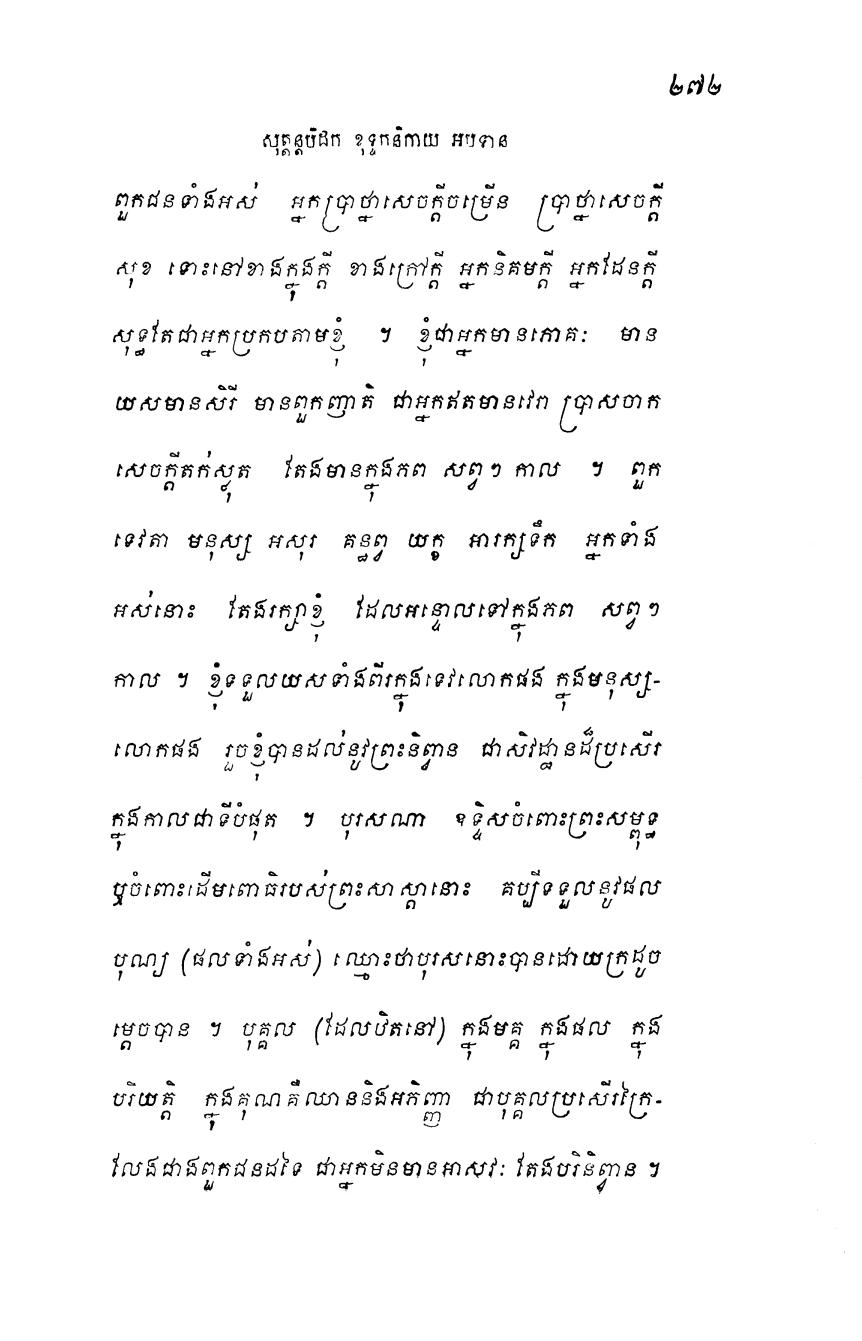 ២៧២
សុត្តន្តបិដក ខុទ្ទកនិកាយ អបទាន
ពួកជនទាំងអស់ អ្នកប្រាថ្នាសេចក្តីចម្រើន ប្រាថ្នាសេចក្តី
សុខ ទោះនៅខាងក្នុងក្តី ខាងក្រៅក្តី អ្នកនិគមក្តី អ្នកដែនក្តី
សុទ្ធតែជាអ្នកប្រកបតាមខ្ញុំ ។ ខ្ញុំជាអ្នកមានភោគៈ មាន
យសមានសិរី មានពួកញាតិ ជាអ្នកឥតមានវេរា ប្រាសចាក
សេចក្តីតក់ស្លុត តែងមានក្នុងភព សព្វៗ កាល ។ ពួក
ទេវតា មនុស្ស អសុរ គន្ធព្វ យក្ខ អារក្សទឹក អ្នកទាំង
អស់នោះ តែងរក្សាខ្ញុំ ដែលអន្ទោលទៅក្នុងភព សព្វៗ
កាល ។ ខ្ញុំទទួលយសទាំងពីរក្នុងទេវលោកផង ក្នុងមនុស្ស-
លោកផង រួចខ្ញុំបានដល់នូវព្រះនិព្វាន ជាសិវដ្ឋានដ៏ប្រសើរ
ក្នុងកាលជាទីបំផុត ។ បុរសណា ឧទ្ទិសចំពោះព្រះសម្ពុទ្ធ
ឬចំពោះដើមពោធិរបស់ព្រះសាស្តានោះ គប្បីទទួលនូវផល
បុណ្យ (ផលទាំងអស់) ឈ្មោះថាបុរសនោះបានដោយក្រដូច
ម្តេចបាន ។ បុគ្គល (ដែលឋិតនៅ) ក្នុងមគ្គ ក្នុងផល ក្នុង
បរិយត្តិ ក្នុងគុណគឺឈាននិងអភិញ្ញា ជាបុគ្គលប្រសើរក្រៃ-
លែងជាងពួកជនដទៃ ជាអ្នកមិនមានអាសវៈ តែងបរិនិព្វាន ។